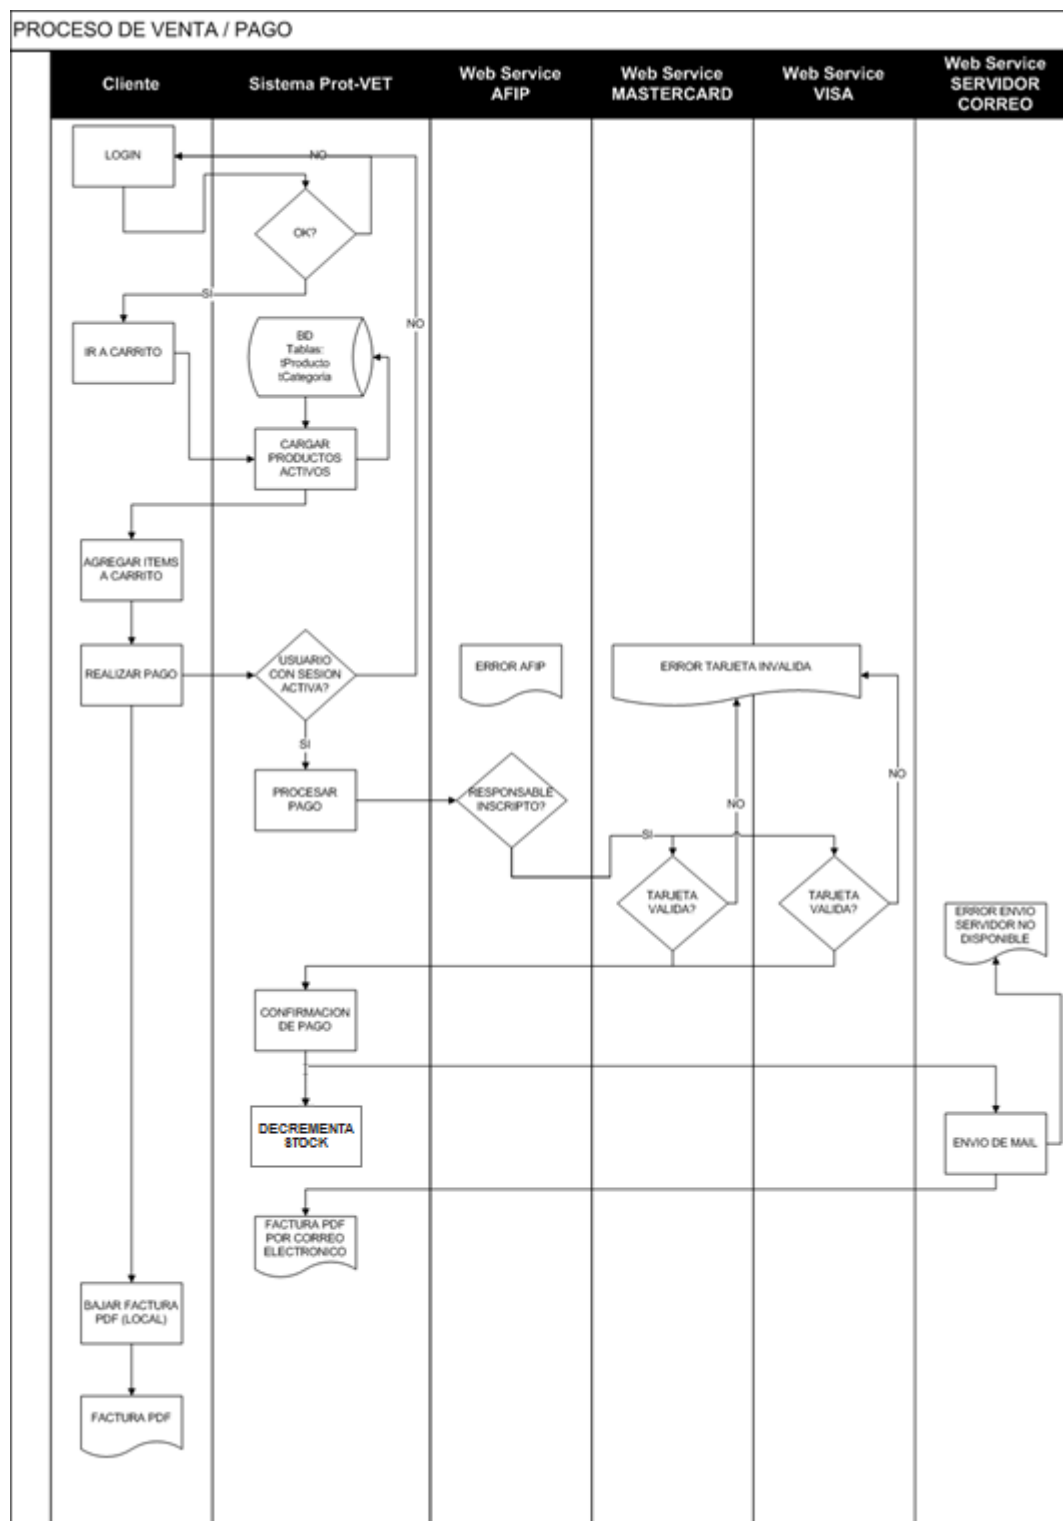 PROCESO DE VENTA / PAGO
Cliente
Sistema Prot-VET
Web Service
AFIP
Web Service
MASTERCARD
Web Service
VISA
Web Service
SERVIDOR
CORREO
LOGIN
NO
OK?
SI
NO
IR A CARRITO
BD
Tablas:
tProducto
tCategoria
CARGAR
PRODUCTOS
ACTIVOS
AGREGAR ITEMS
A CARRITO
REALIZAR PAGO
USUARIO
CON SESION
ACTIVA?
ERROR AFIP
ERROR TARJETA INVALIDA
SI
PROCESAR
PAGO
RESPONSABLE
INSCRIPTO?
NO
NO
SI
TARJETA
VALIDA?
TARJETA
VALIDA?
ERROR ENVIO
SERVIDOR NO
DISPONIBLE
CONFIRMACION
DE PAGO
DECREMENTA
STOCK
ENVIO DE MAIL
FACTURA PDF
POR CORREO
ELECTRONICO
BAJAR FACTURA
PDF (LOCAL)
FACTURA PDF